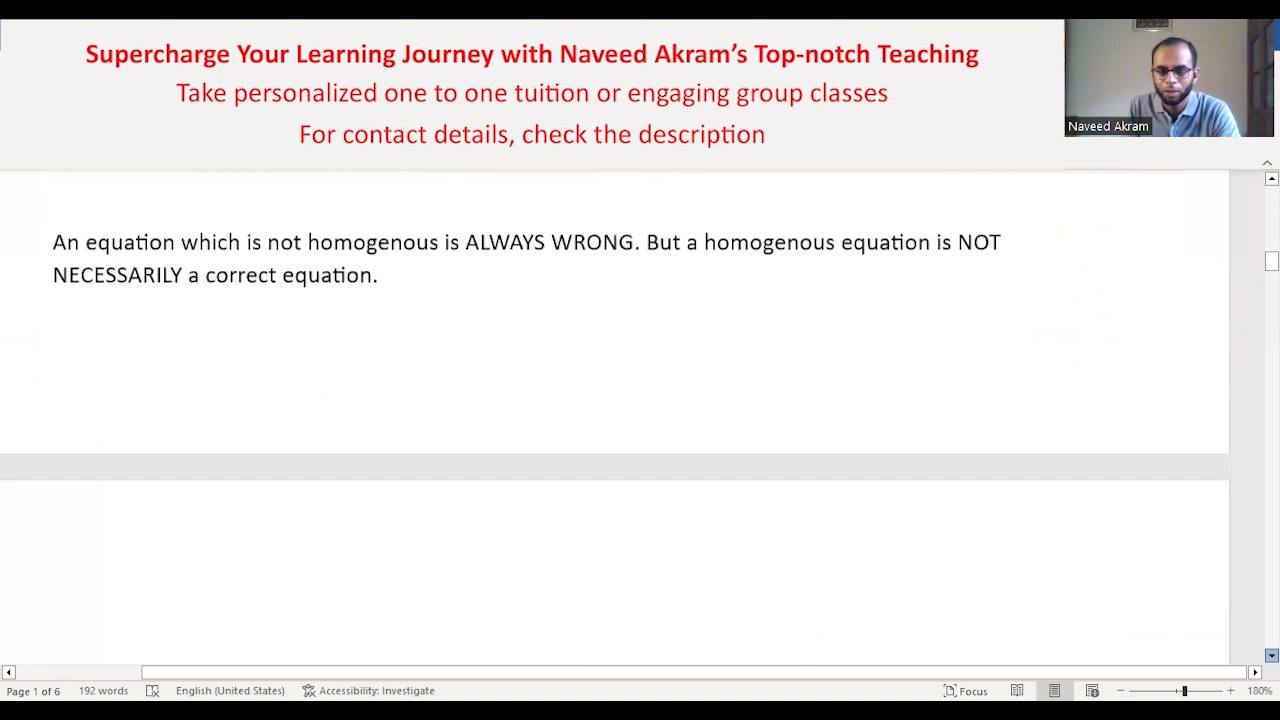 Supercharge Your Learning Journey with Naveed Akram's Top-notch Teaching
Take personalized one to one tuition or engaging group classes
For contact details, check the description
Naveed Akram
An equation which is not homogenous is ALWAYS WRONG. But a homogenous equation is NOT
NECESSARILY a correct equation.
Page 1 of 6 192 words English (United States) Accessibility: Investigate Focus 180%